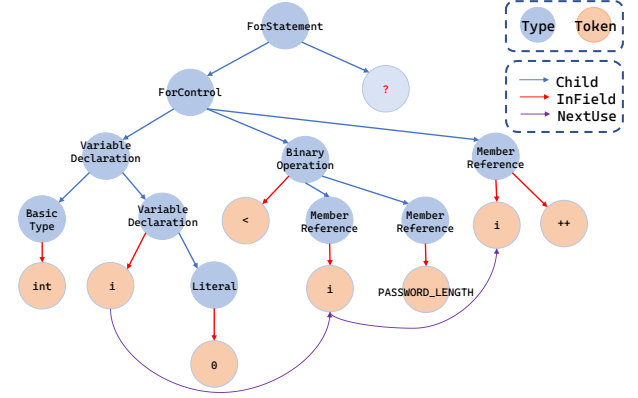 ForStatement
Type
Token
?
ForControl
Child
InField
NextUse
Variable
Declaration
Binary
Operation
Member
Reference
Basic
Type
Variable
Declaration
<
Member
Reference
Member
Reference
i
++
int
i
Literal
i
PASSWORD_LENGTH
0